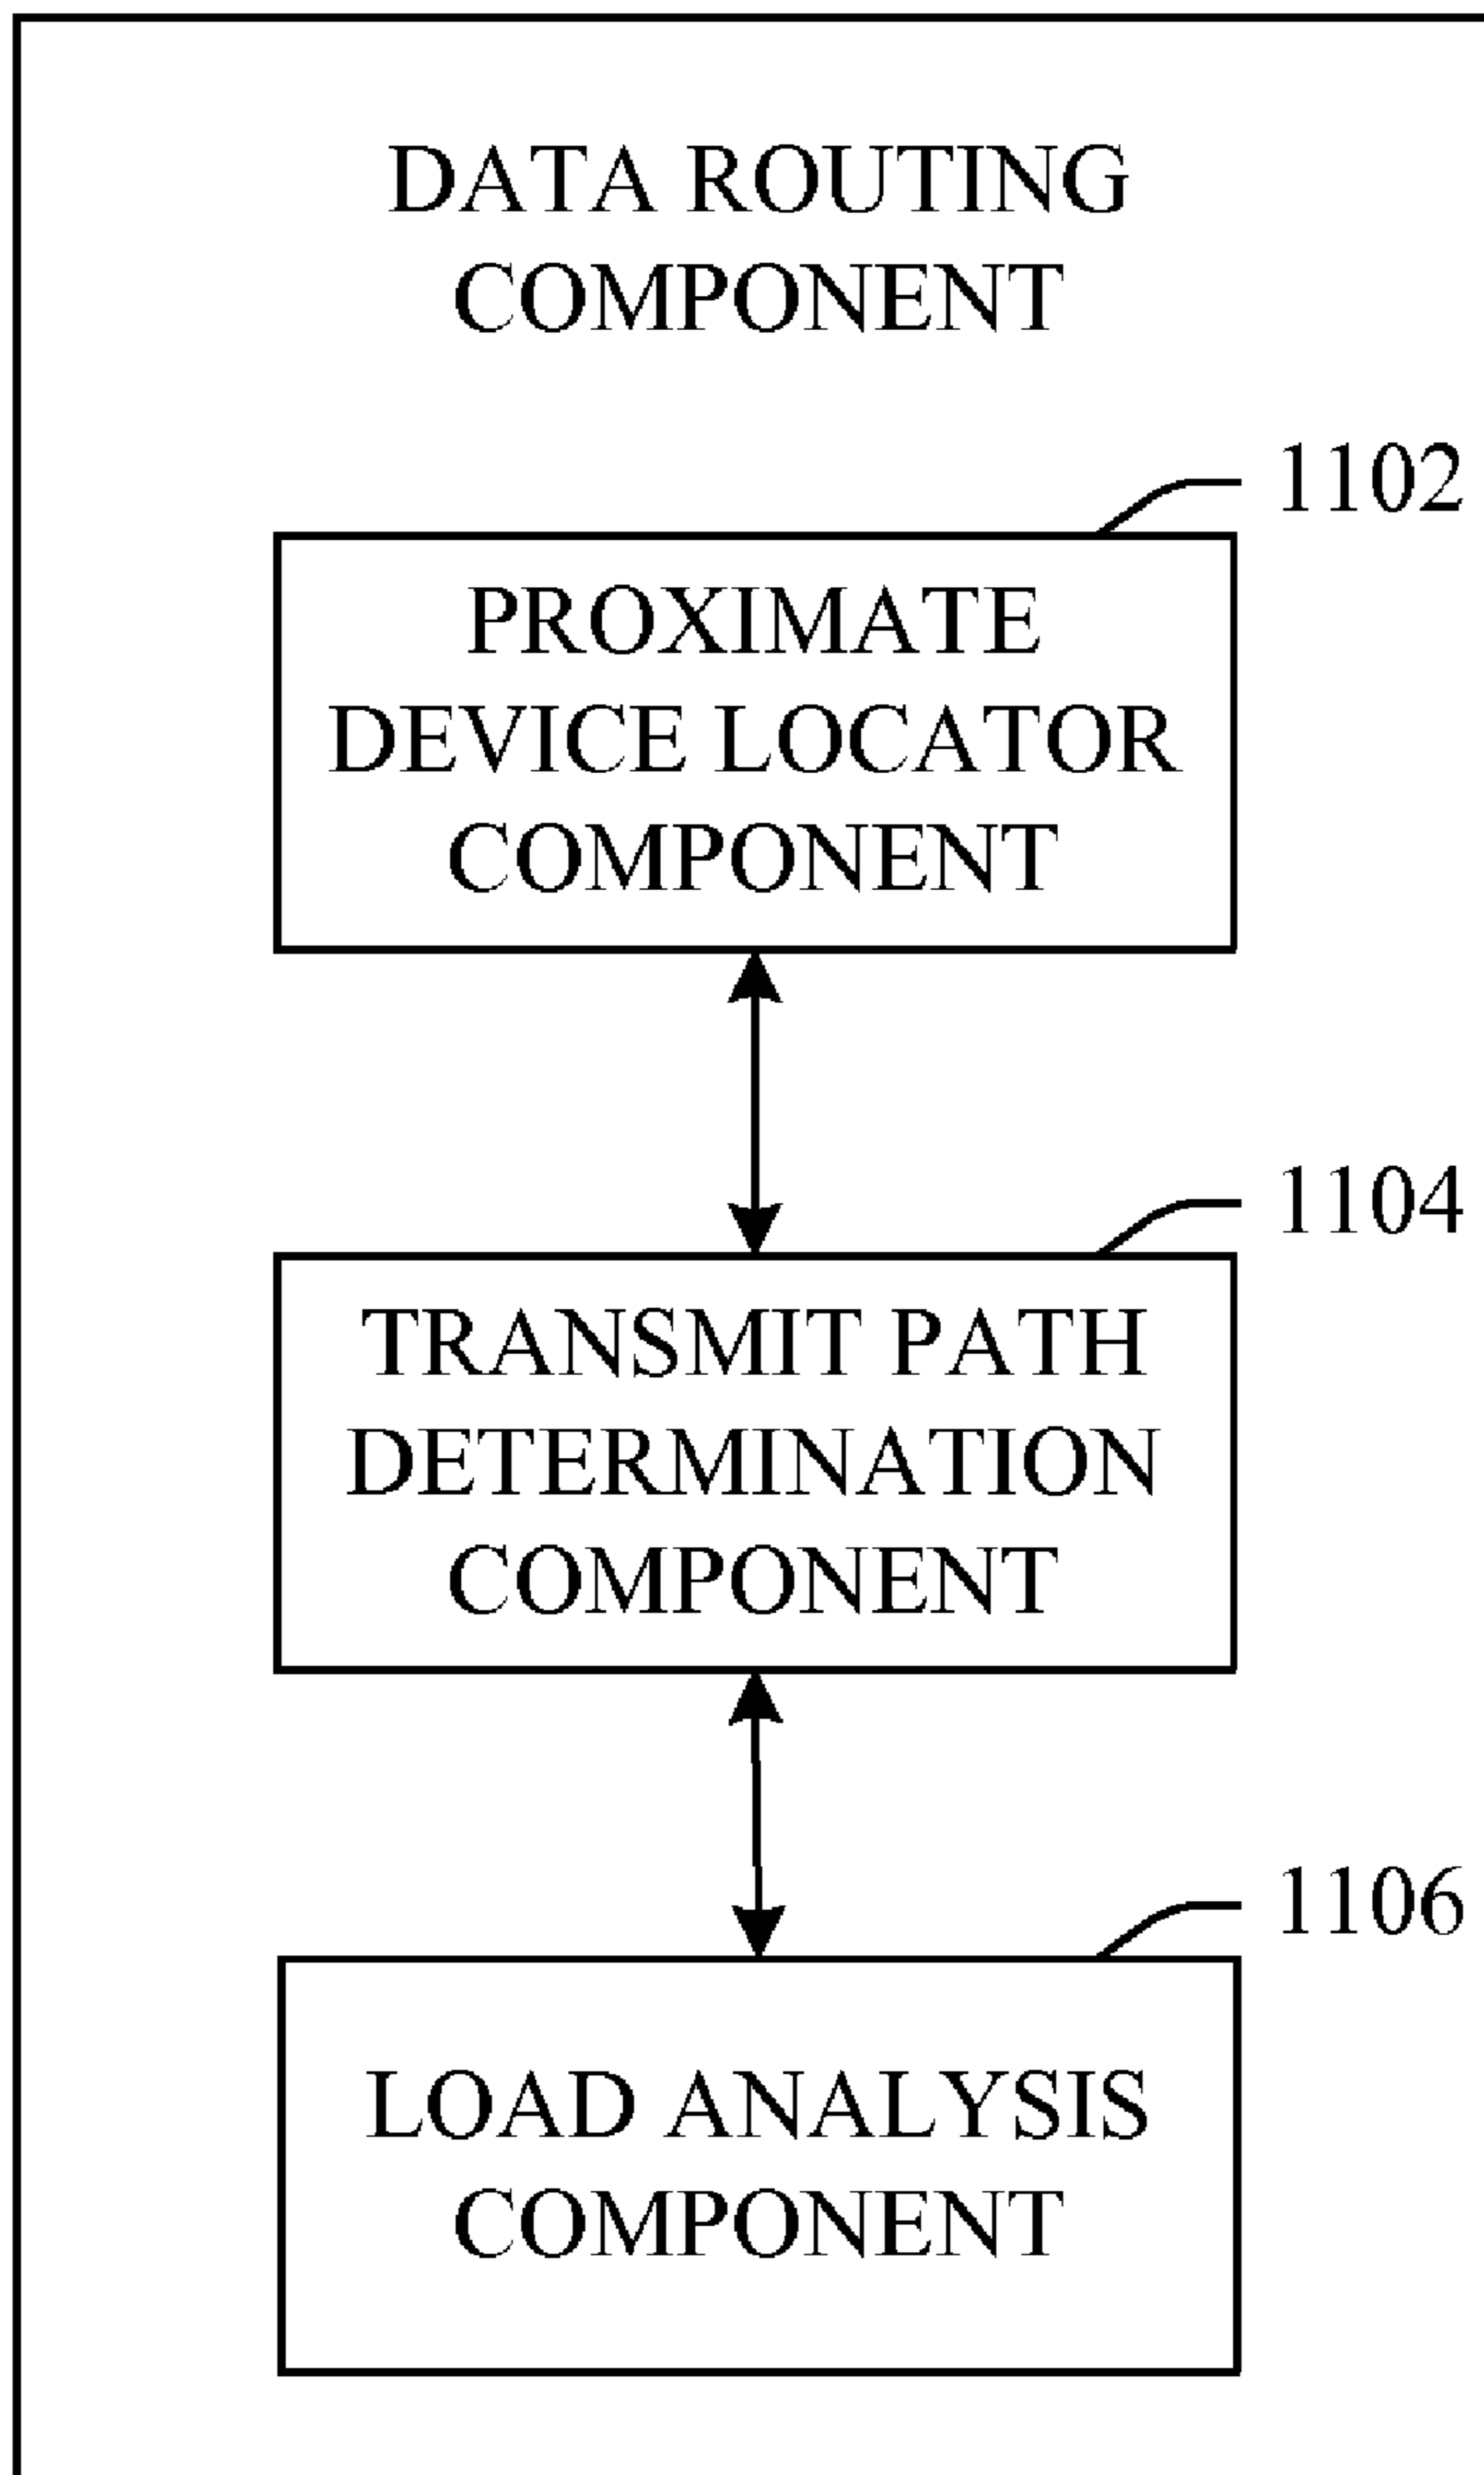 DATA ROUTING
COMPONENT
1102
PROXIMATE
DEVICE LOCATOR
COMPONENT
1104
TRANSMIT PATH
DETERMINATION
COMPONENT
1106
LOAD ANALYSIS
COMPONENT